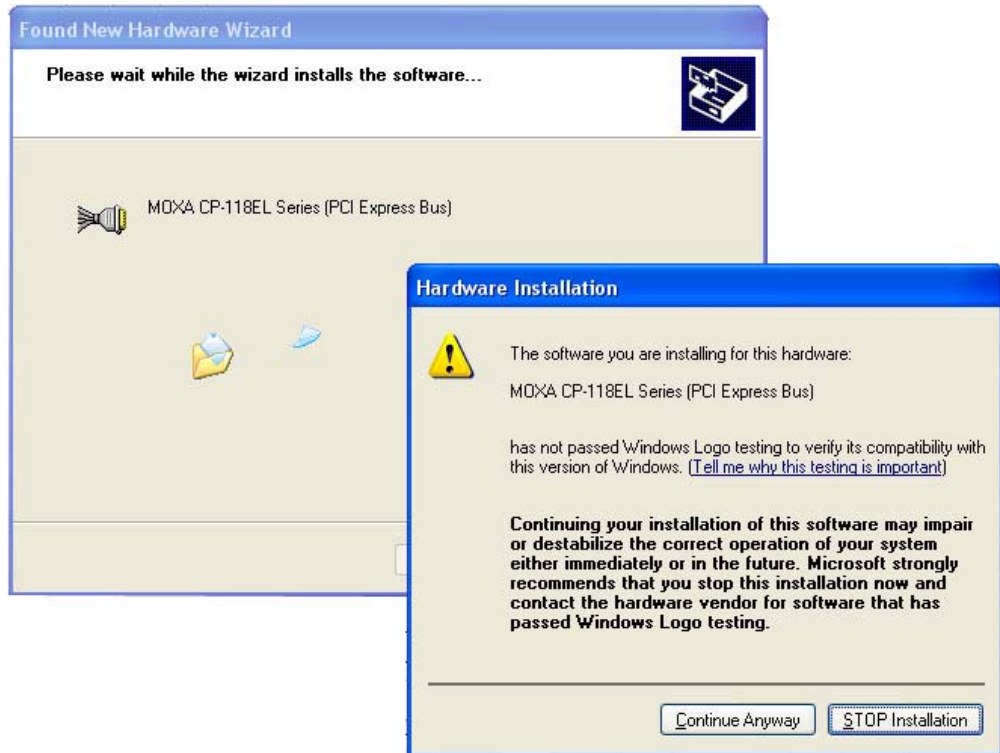 Found New Hardware Wizard
Please wait while the wizard installs the software...
MOXA CP-118EL Series (PCI Express Bus)
Hardware Installation
The software you are installing for this hardware:
MOXA CP-118EL Series (PCI Express Bus)
has not passed Windows Logo testing to verify its compatibility with
this version of Windows. (Tell me why this testing is important)
Continuing your installation of this software may impair
or destabilize the correct operation of your system
either immediately or in the future. Microsoft strongly
recommends that you stop this installation now and
contact the hardware vendor for software that has
passed Windows Logo testing.
Continue Anyway
STOP Installation